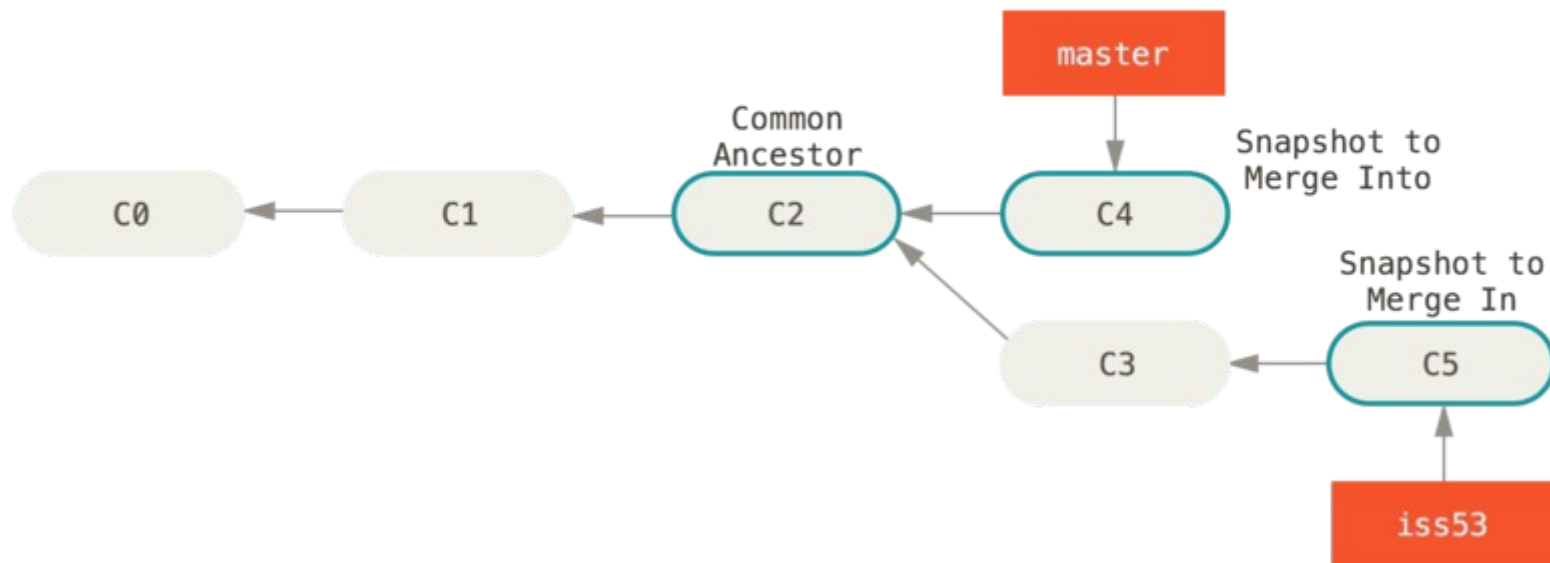 master
Common
Ancestor
Snapshot to
Merge Into
C0
C1
C2
C4
Snapshot to
Merge In
C3
C5
iss53